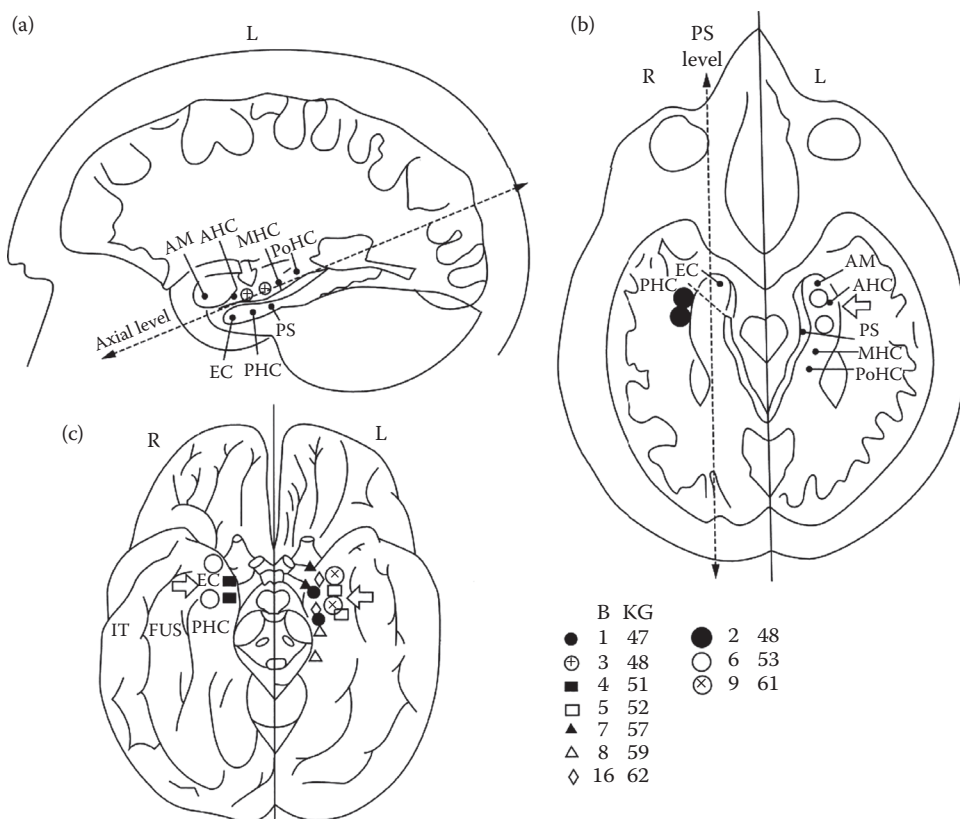 (a)
L
AM
AHC
MHC
PoHC
Axial level
EC
PHC
PS
(b)
PS
level
R
L
EC
PHC
AM
AHC
PS
MHC
PoHC
(c)
R
L
EC
IT
FUS
PHC
B KG
1 47
3 48
4 51
5 52
7 57
8 59
16 62
2 48
6 53
9 61